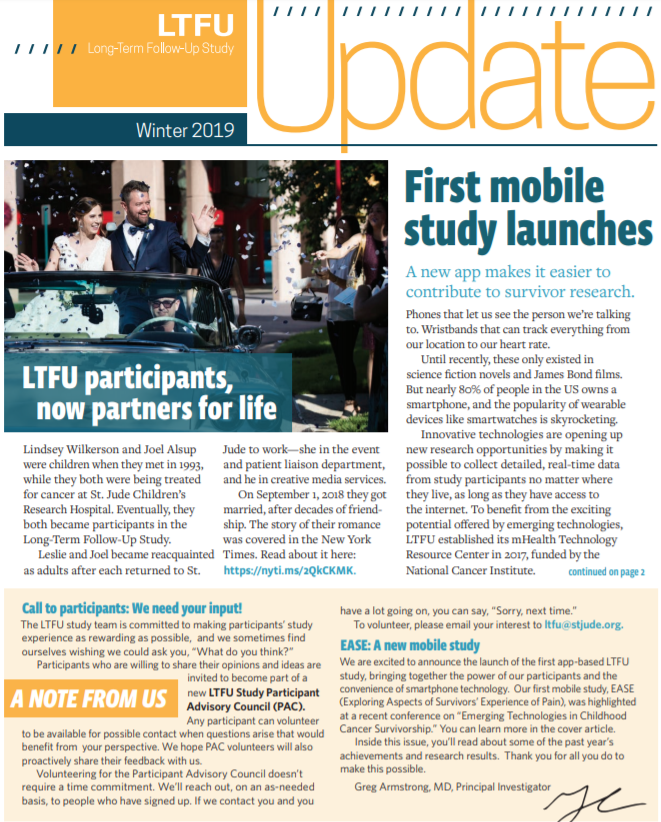 LTFU
Long-Term Follow-Up Study
Update
Winter 2019
LTFU participants,
now partners for life
Lindsey Wilkerson and Joel Alsup
were children when they met in 1993,
while they both were being treated
for cancer at St. Jude Children's
Research Hospital. Eventually, they
both became participants in the
Long-Term Follow-Up Study.
Leslie and Joel became reacquainted
as adults after each returned to St.
Jude to work—she in the event
and patient liaison department,
and he in creative media services.
On September 1, 2018 they got
married, after decades of friend-
ship. The story of their romance
was covered in the New York
Times. Read about it here:
https://nyti.ms/2QkCKMK.
First mobile
study launches
A new app makes it easier to
contribute to survivor research.
Phones that let us see the person we're talking
to. Wristbands that can track everything from
our location to our heart rate.
Until recently, these only existed in
science fiction novels and James Bond films.
But nearly 80% of people in the US owns a
smartphone, and the popularity of wearable
devices like smartwatches is skyrocketing.
Innovative technologies are opening up
new research opportunities by making it
possible to collect detailed, real-time data
from study participants no matter where
they live, as long as they have access to
the internet. To benefit from the exciting
potential offered by emerging technologies,
LTFU established its mHealth Technology
Resource Center in 2017, funded by the
National Cancer Institute.
continued on page 2
A NOTE FROM US
Call to participants: We need your input!
The LTFU study team is committed to making participants' study
experience as rewarding as possible, and we sometimes find
ourselves wishing we could ask you, "What do you think?"
Participants who are willing to share their opinions and ideas are
invited to become part of a
new LTFU Study Participant
Advisory Council (PAC).
Any participant can volunteer
to be available for possible contact when questions arise that would
benefit from your perspective. We hope PAC volunteers will also
proactively share their feedback with us.
Volunteering for the Participant Advisory Council doesn't
require a time commitment. We'll reach out, on an as-needed
basis, to people who have signed up. If we contact you and you
have a lot going on, you can say, "Sorry, next time."
To volunteer, please email your interest to ltfu@stjude.org.
EASE: A new mobile study
We are excited to announce the launch of the first app-based LTFU
study, bringing together the power of our participants and the
convenience of smartphone technology. Our first mobile study, EASE
(Exploring Aspects of Survivors' Experience of Pain), was highlighted
at a recent conference on "Emerging Technologies in Childhood
Cancer Survivorship." You can learn more in the cover article.
Inside this issue, you'll read about some of the past year's
achievements and research results. Thank you for all you do to
make this possible.
Greg Armstrong, MD, Principal Investigator